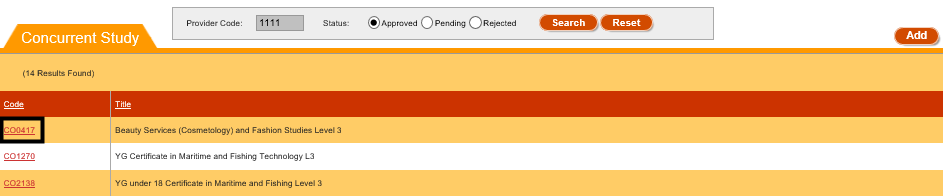 Provider Code: 1111 Status: Approved Pending Rejected Search Reset
Concurrent Study
Add
(14 Results Found)
Code Title
CO0417 Beauty Services (Cosmetology) and Fashion Studies Level 3
CO1270 YG Certificate in Maritime and Fishing Technology L3
CO2138 YG under 18 Certificate in Maritime and Fishing Level 3